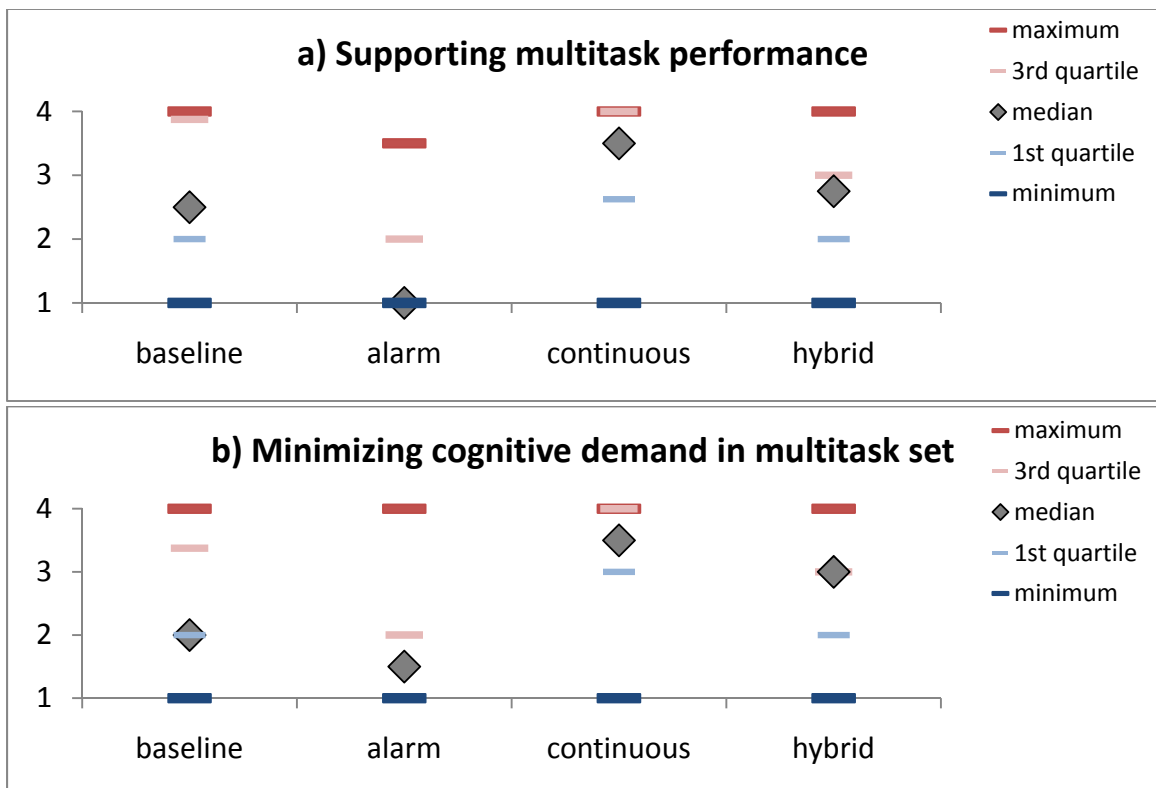 a) Supporting multitask performance
maximum
3rd quartile
median
1st quartile
minimum
4
3
2
1
baseline alarm continuous hybrid
b) Minimizing cognitive demand in multitask set
maximum
3rd quartile
median
1st quartile
minimum
4
3
2
1
baseline alarm continuous hybrid